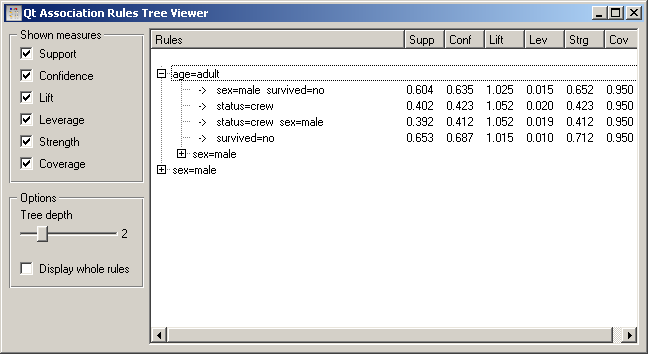 Qt Association Rules Tree Viewer
Shown measures
Support
Confidence
Lift
Leverage
Strength
Coverage
Options
Tree depth
2
Display whole rules
Rules Supp Conf Lift Lev Strg Cov
age=adult
-> sex=male survived=no 0.604 0.635 1.025 0.015 0.652 0.950
-> status=crew 0.402 0.423 1.052 0.020 0.423 0.950
-> status=crew sex=male 0.392 0.412 1.052 0.019 0.412 0.950
-> survived=no 0.653 0.687 1.015 0.010 0.712 0.950
sex=male
sex=male